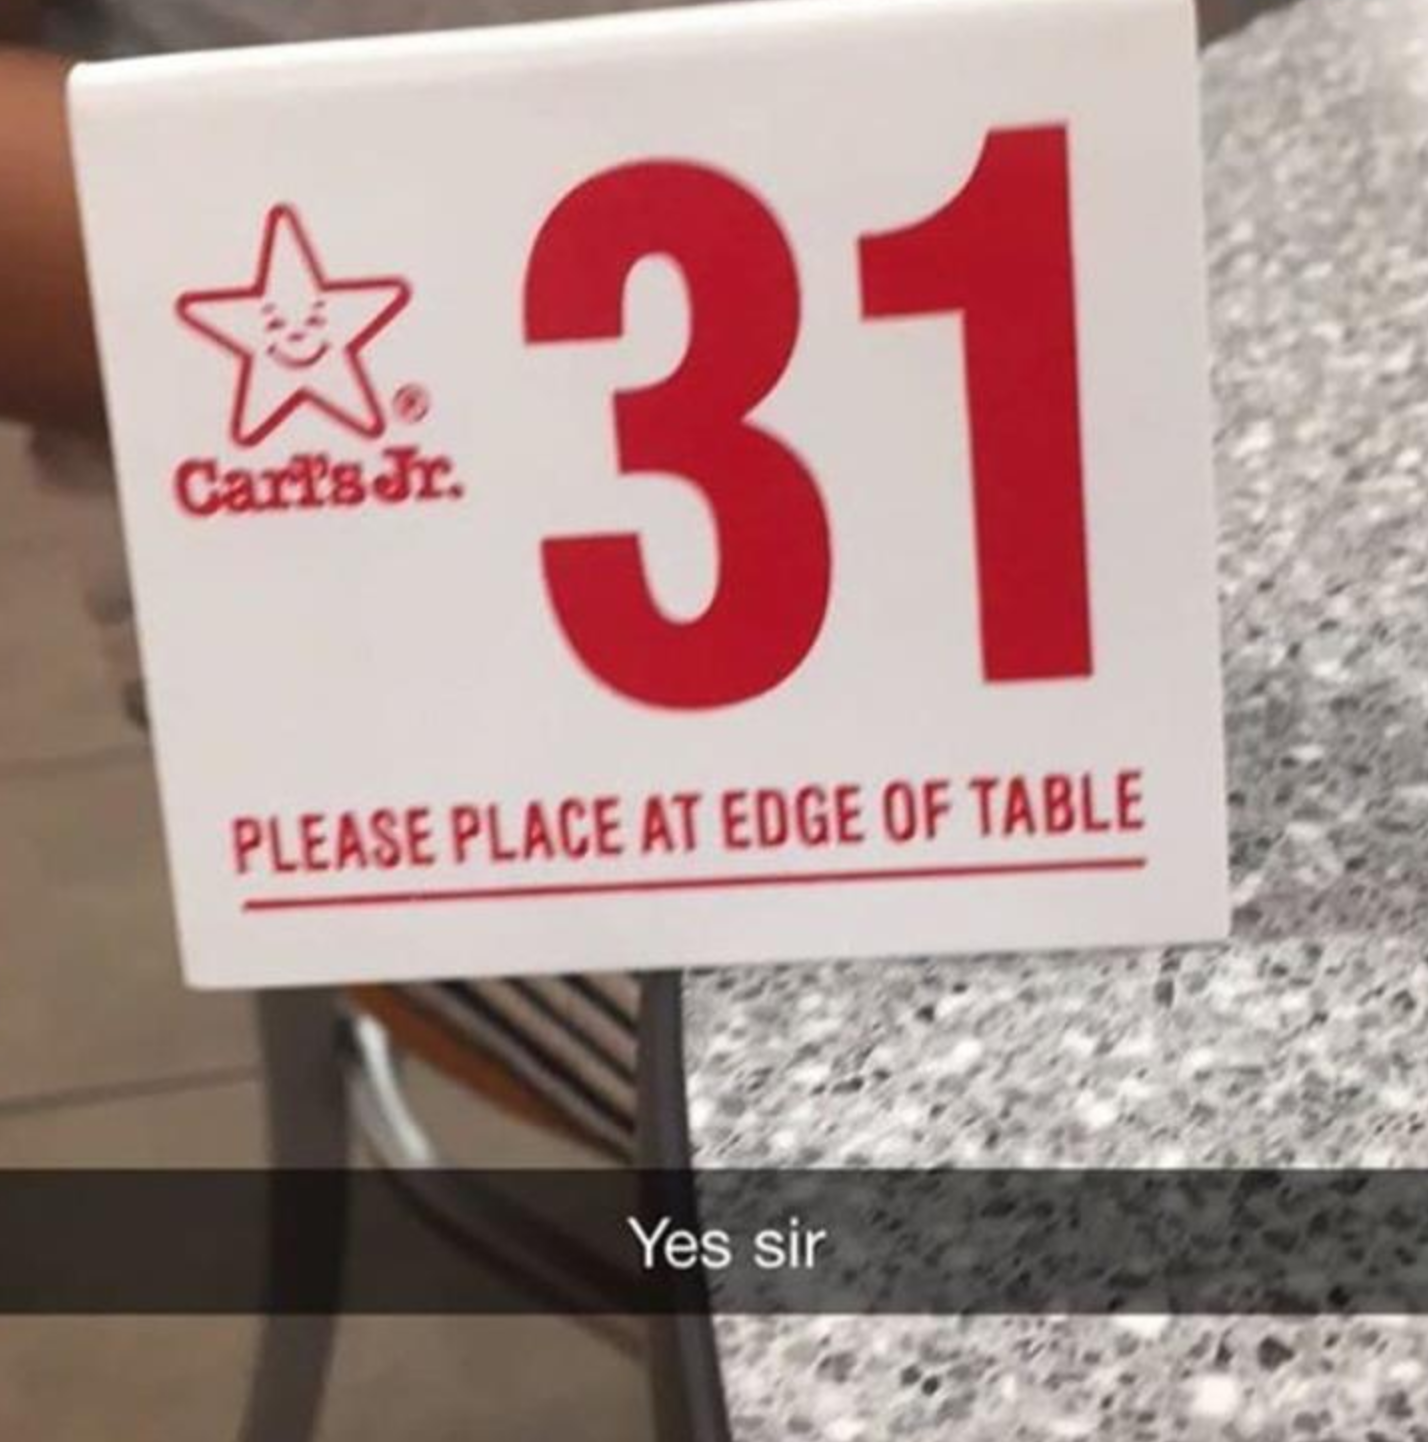 31
®
Carl's Jr.
PLEASE PLACE AT EDGE OF TABLE
Yes sir